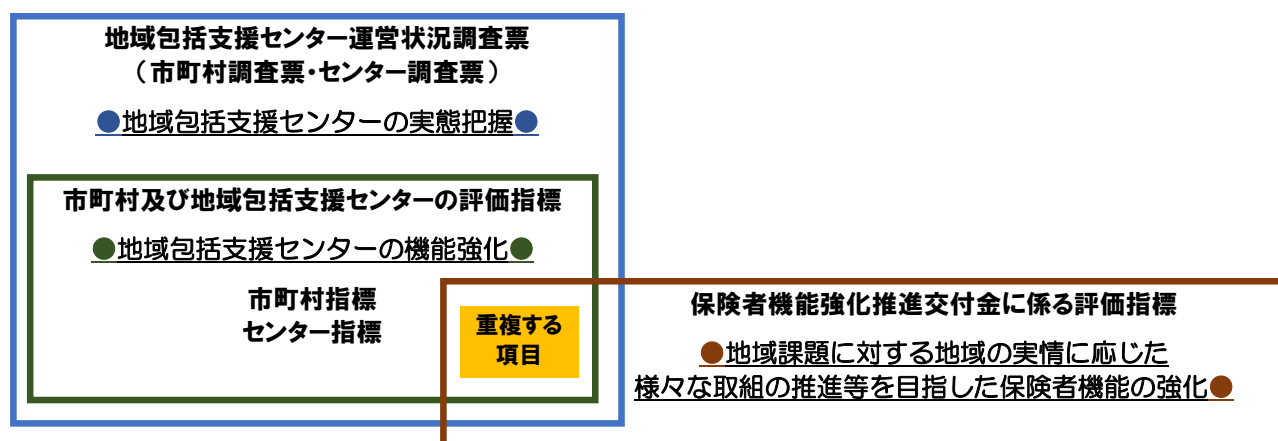 地域包括支援センター運営状況調査票
（市町村調査票・センター調査票）
●地域包括支援センターの実態把握●
市町村及び地域包括支援センターの評価指標
●地域包括支援センターの機能強化●
市町村指標
センター指標
重複する
項目
保険者機能強化推進交付金に係る評価指標
●地域課題に対する地域の実情に応じた
様々な取組の推進等を目指した保険者機能の強化●